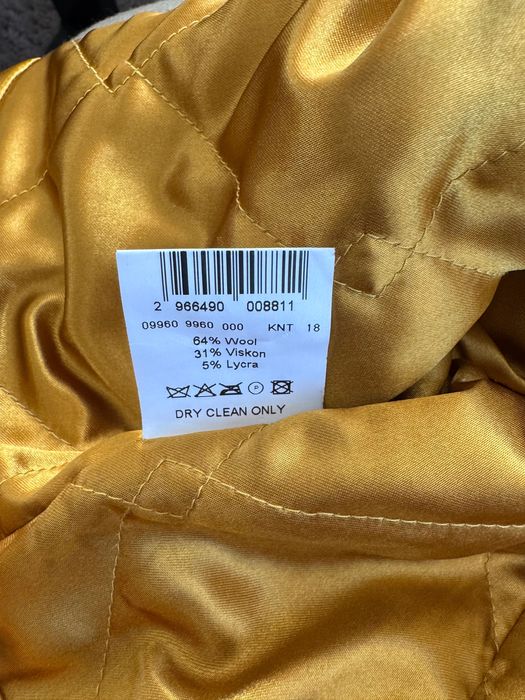 2 966490 008811
09960 9960 000 KNT 18
64% Wool
31% Viskon
5% Lycra
P
DRY CLEAN ONLY